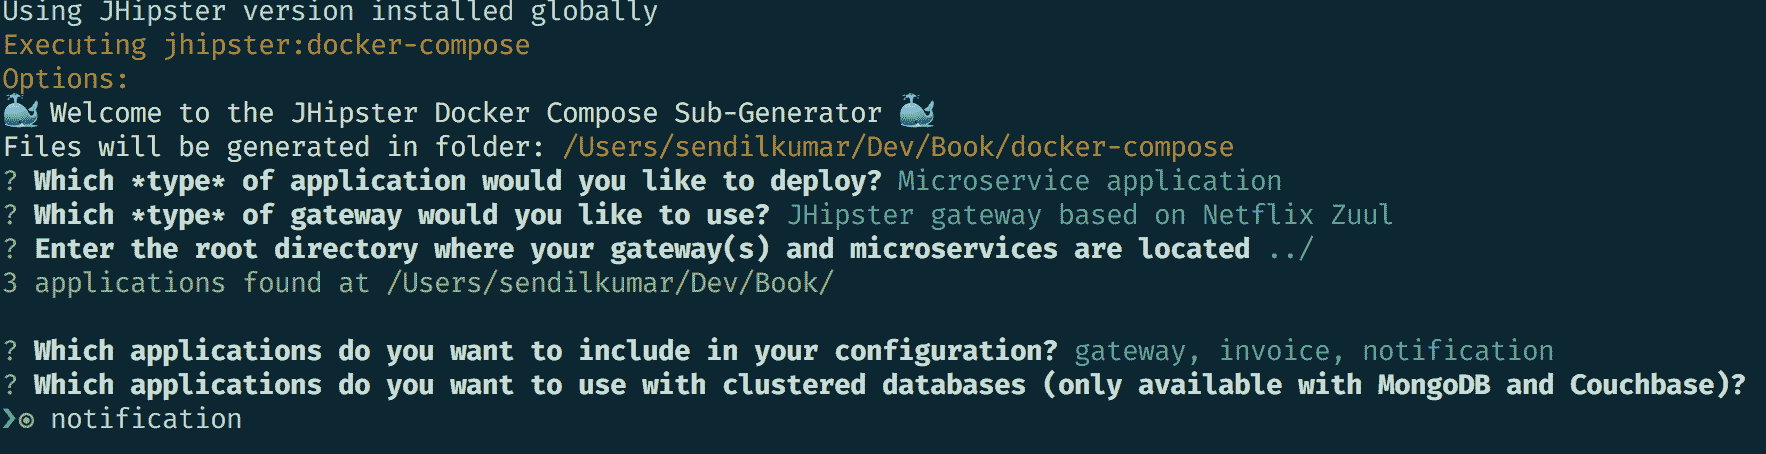 Using JHipster version installed globally
Executing jhipster:docker-compose
Options:
🐳 Welcome to the JHipster Docker Compose Sub-Generator 🐳
Files will be generated in folder: /Users/sendilkumar/Dev/Book/docker-compose
? Which *type* of application would you like to deploy? Microservice application
? Which *type* of gateway would you like to use? JHipster gateway based on Netflix Zuul
? Enter the root directory where your gateway(s) and microservices are located ../
3 applications found at /Users/sendilkumar/Dev/Book/
? Which applications do you want to include in your configuration? gateway, invoice, notification
? Which applications do you want to use with clustered databases (only available with MongoDB and Couchbase)?
❯◉ notification